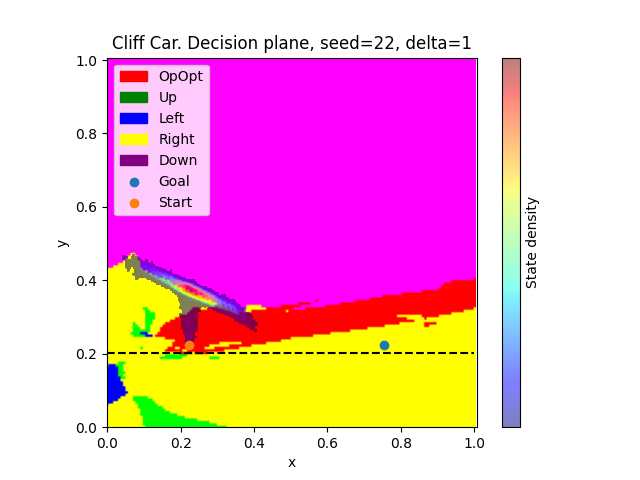 Cliff Car. Decision plane, seed=22, delta=1
OpOpt
Up
Left
Right
Down
Goal
Start
1.0
0.8
0.6
0.4
0.2
0.0
y
0.0
0.2
0.4
0.6
0.8
1.0
x
State density